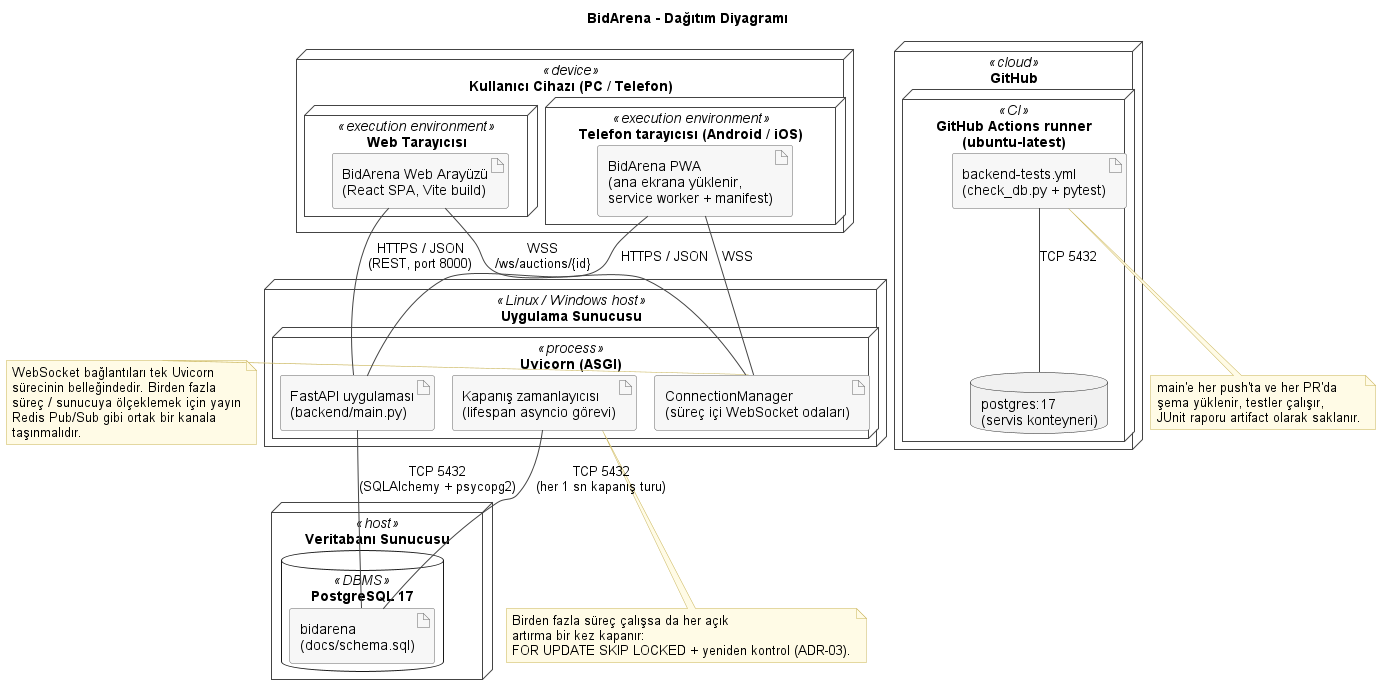 BidArena - Dağıtım Diyagramı
«device»
Kullanıcı Cihazı (PC / Telefon)
«execution environment»
Web Tarayıcısı
BidArena Web Arayüzü
(React SPA, Vite build)
«execution environment»
Telefon tarayıcısı (Android / iOS)
BidArena PWA
(ana ekrana yüklenir,
service worker + manifest)
«cloud»
GitHub
«CI»
GitHub Actions runner
(ubuntu-latest)
backend-tests.yml
(check_db.py + pytest)
TCP 5432
postgres:17
(servis konteyneri)
HTTPS / JSON
(REST, port 8000)
WSS
/ws/auctions/{id}
HTTPS / JSON
WSS
«Linux / Windows host»
Uygulama Sunucusu
«process»
Uvicorn (ASGI)
FastAPI uygulaması
(backend/main.py)
Kapanış zamanlayıcısı
(lifespan asyncio görevi)
ConnectionManager
(süreç içi WebSocket odaları)
WebSocket bağlantıları tek Uvicorn
sürecinin belleğindedir. Birden fazla
süreç / sunucuya ölçeklemek için yayın
Redis Pub/Sub gibi ortak bir kanala
taşınmalıdır.
main'e her push'ta ve her PR'da
şema yüklenir, testler çalışır,
JUnit raporu artifact olarak saklanır.
TCP 5432
(SQLAlchemy + psycopg2)
TCP 5432
(her 1 sn kapanış turu)
«host»
Veritabanı Sunucusu
«DBMS»
PostgreSQL 17
bidarena
(docs/schema.sql)
Birden fazla süreç çalışsa da her açık
artırma bir kez kapanır:
FOR UPDATE SKIP LOCKED + yeniden kontrol (ADR-03).